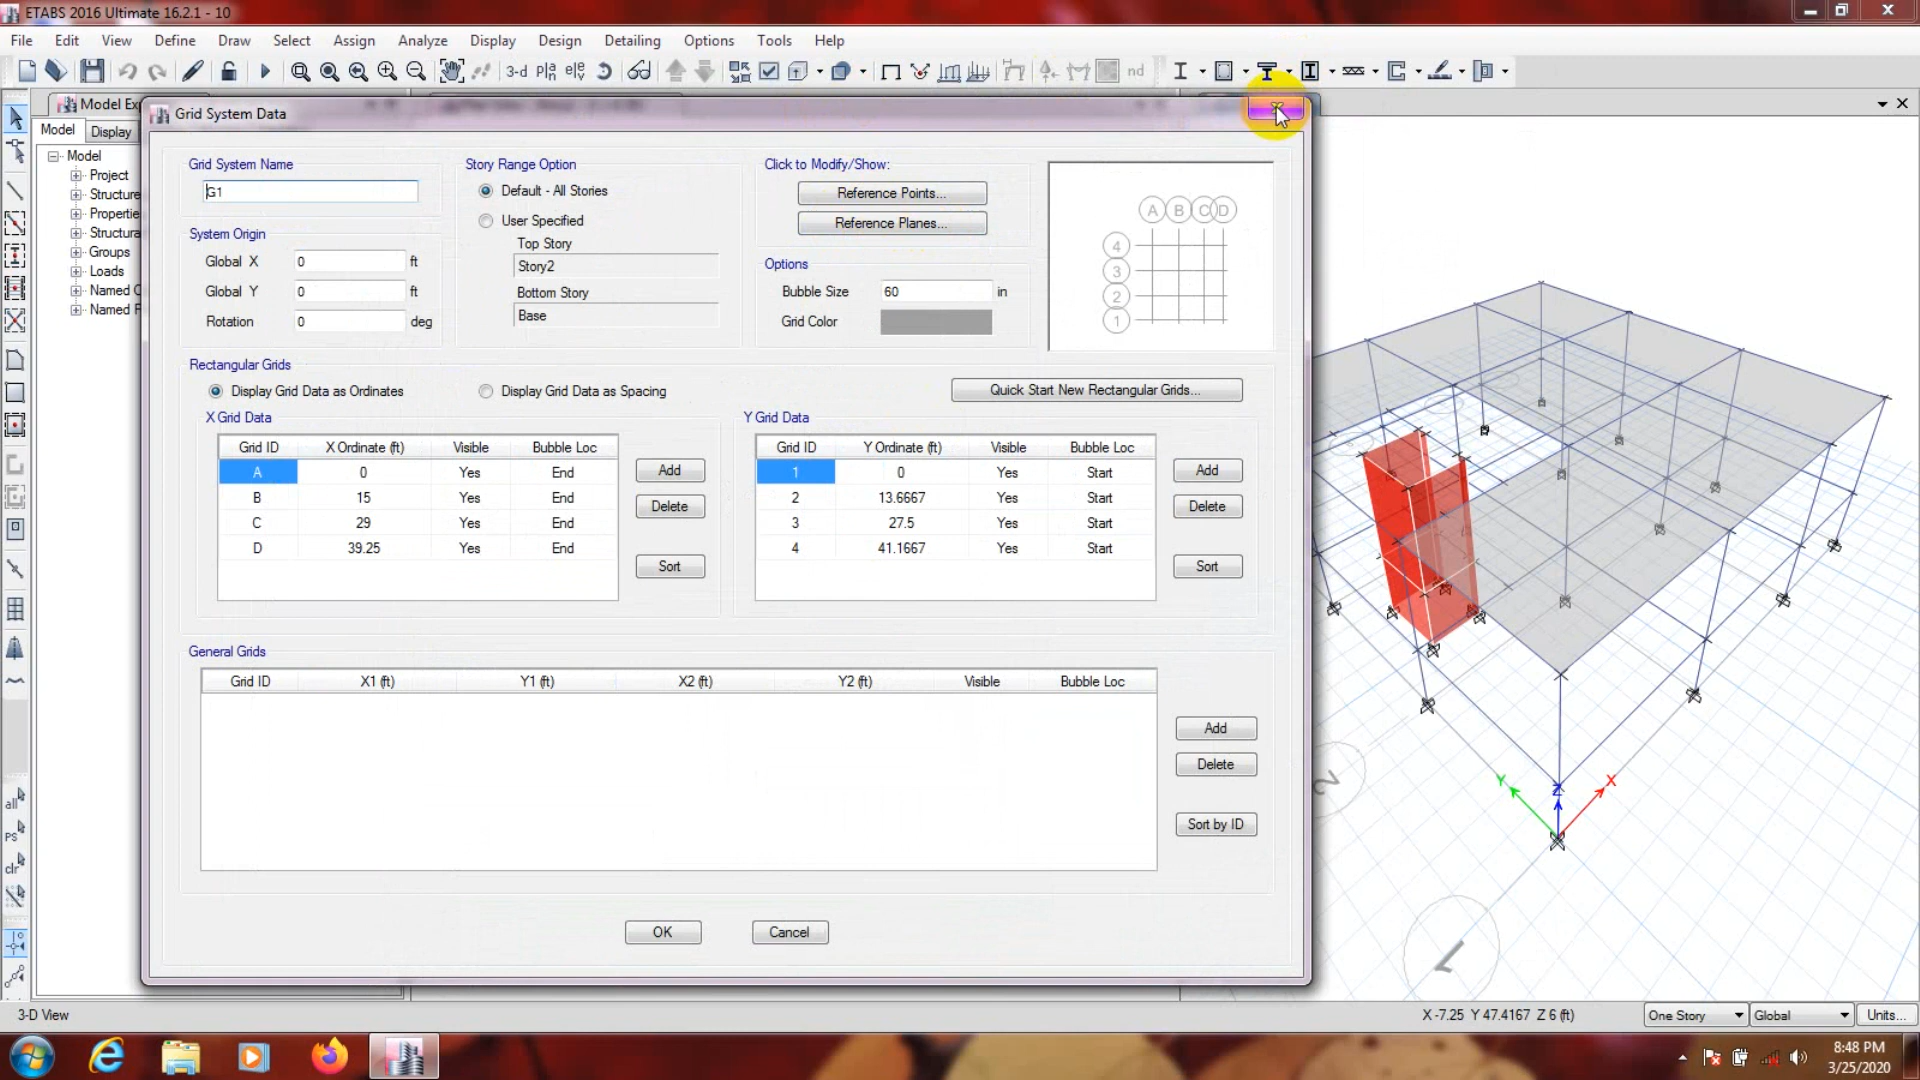 ETABS 2016 Ultimate 16.2.1 - 10
File Edit View Define Draw Select Assign Analyze Display Design Detailing Options Tools Help
3-d nd
Model
Model Display
Grid System Data
Model
Project
Structure
Groups
Loads
Named
Named
all
PS
clr
Grid System Name
G1
System Origin
Global X 0 ft
Global Y 0 ft
Rotation 0 deg
Story Range Option
Default - All Stories
User Specified
Top Story
Story2
Bottom Story
Base
Click to Modify/Show:
Reference Points...
Reference Planes...
Options
Bubble Size 60 in
Grid Color
A B C D
4
3
2
1
Rectangular Grids
Display Grid Data as Ordinates Display Grid Data as Spacing Quick Start New Rectangular Grids...
X Grid Data
Grid ID X Ordinate (ft) Visible Bubble Loc
A 0 Yes End
B 15 Yes End
C 29 Yes End
D 39.25 Yes End
Add
Delete
Sort
Y Grid Data
Grid ID Y Ordinate (ft) Visible Bubble Loc
1 0 Yes Start
2 13.6667 Yes Start
3 27.5 Yes Start
4 41.1667 Yes Start
Add
Delete
Sort
General Grids
Grid ID X1 (ft) Y1 (ft) X2 (ft) Y2 (ft) Visible Bubble Loc
Add
Delete
Sort by ID
OK Cancel
Y Z X
2
1
3-D View X -7.25 Y 47.4167 Z 6 (ft) One Story Global Units...
8:48 PM
3/25/2020